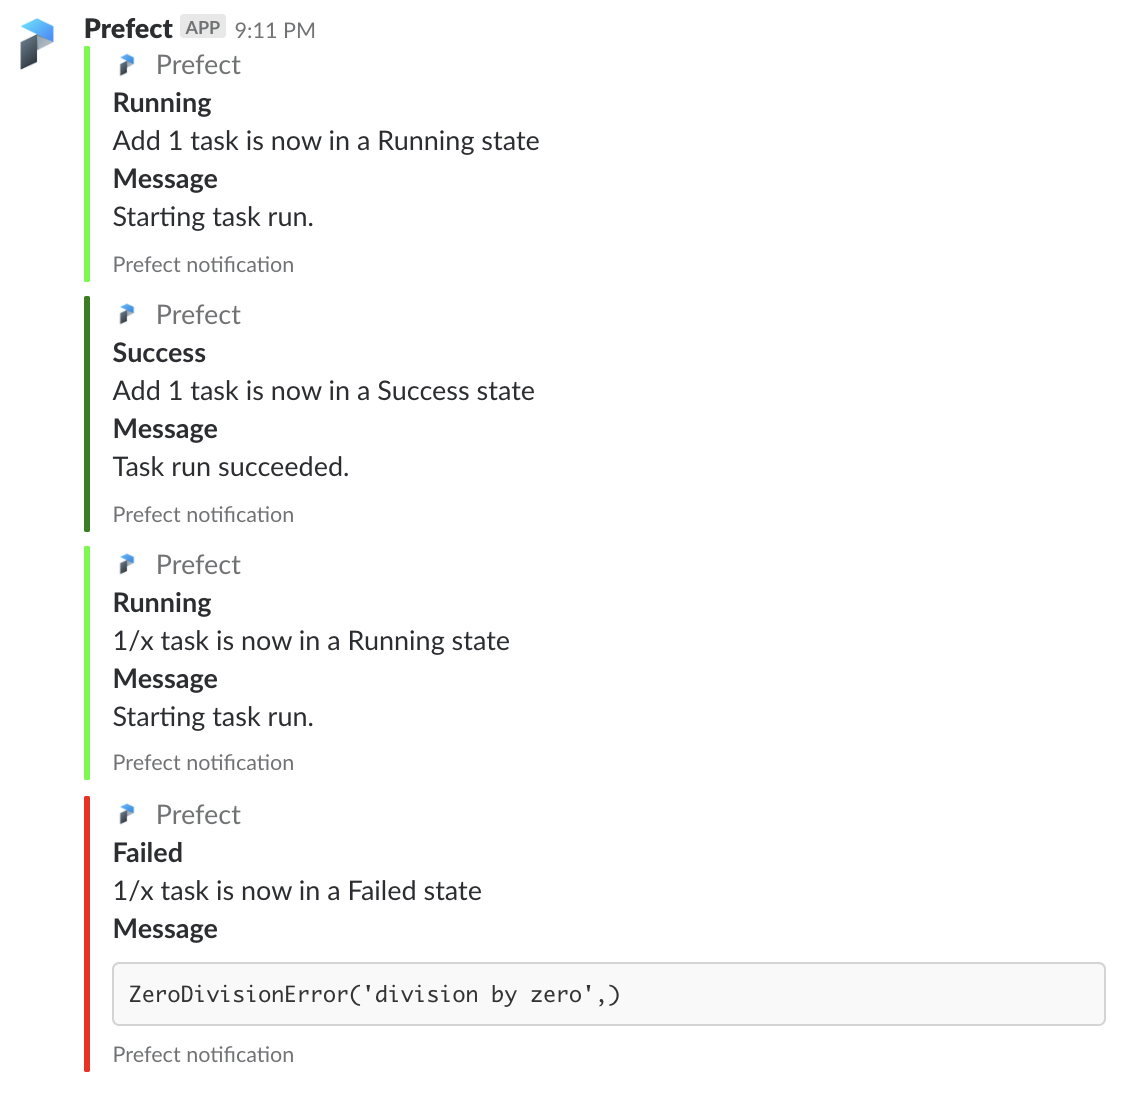 Prefect APP 9:11 PM
Prefect
Running
Add 1 task is now in a Running state
Message
Starting task run.
Prefect notification
Prefect
Success
Add 1 task is now in a Success state
Message
Task run succeeded.
Prefect notification
Prefect
Running
1/x task is now in a Running state
Message
Starting task run.
Prefect notification
Prefect
Failed
1/x task is now in a Failed state
Message
ZeroDivisionError('division by zero',)
Prefect notification